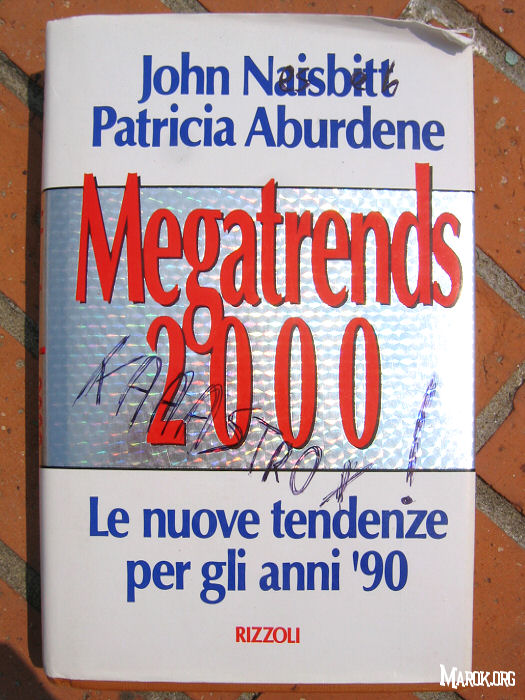 John Naisbitt
Patricia Aburdene
Megatrends
2000
Le nuove tendenze
per gli anni '90
RIZZOLI
MAROK.ORG